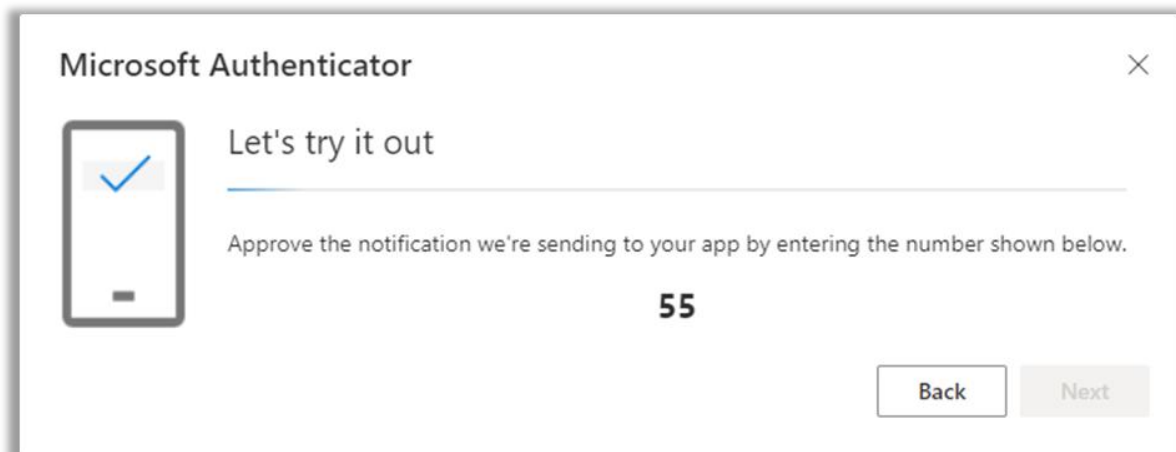 Microsoft Authenticator
Let's try it out
Approve the notification we're sending to your app by entering the number shown below.
55
Back
Next